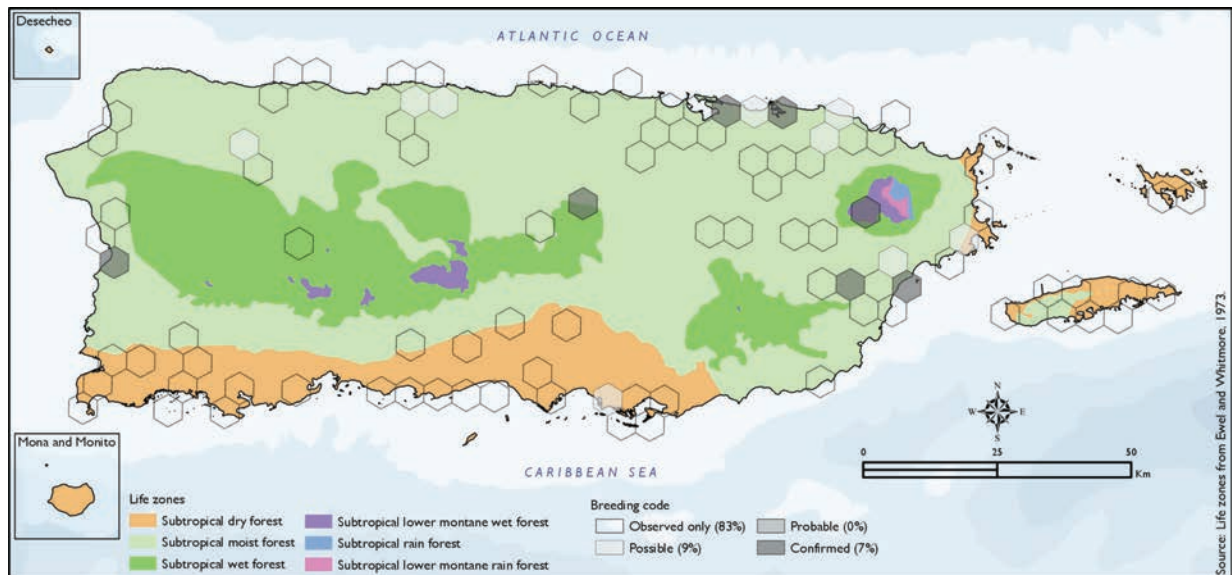 Desecheo
ATLANTIC OCEAN
N
W E
S
0 25 50
Km
Mona and Monito
CARIBBEAN SEA
Life zones
Subtropical dry forest
Subtropical moist forest
Subtropical wet forest
Subtropical lower montane wet forest
Subtropical rain forest
Subtropical lower montane rain forest
Breeding code
Observed only (83%)
Possible (9%)
Probable (0%)
Confirmed (7%)
Source: Life zones from Ewel and Whitmore, 1973.